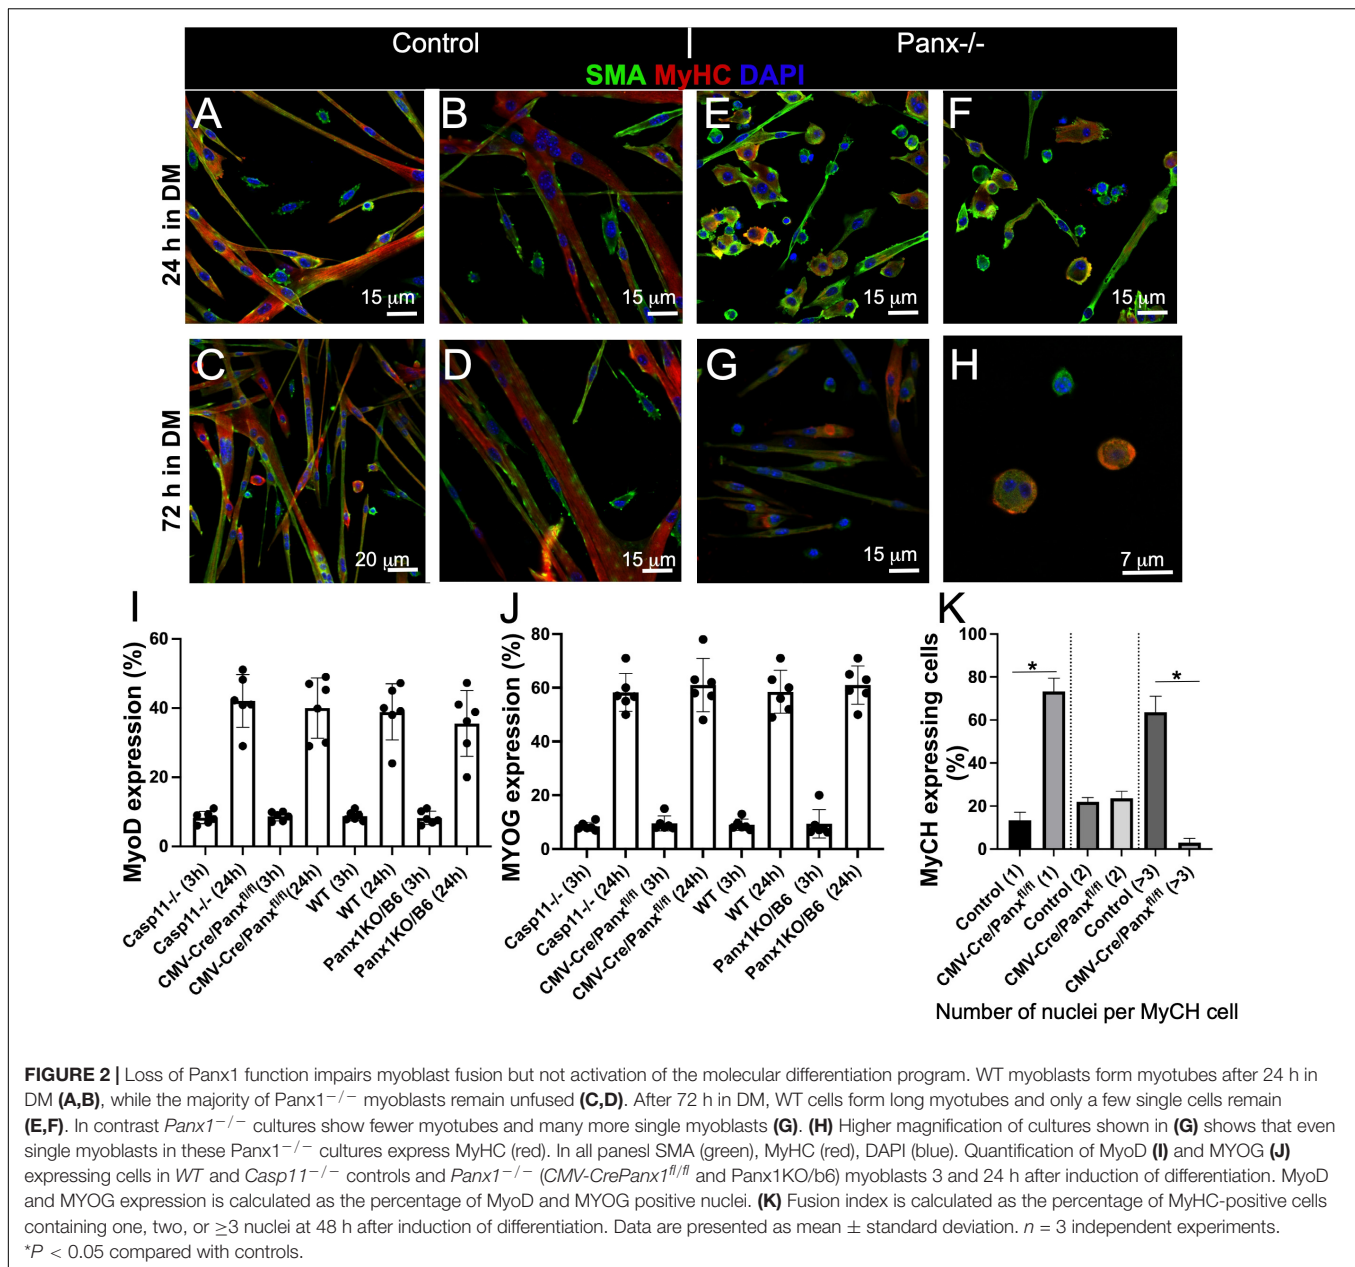 Control | Panx-/-
SMA MyHC DAPI
24 h in DM
A
15 µm
B
15 µm
E
15 µm
F
15 µm
72 h in DM
C
20 µm
D
15 µm
G
15 µm
H
7 µm
I
MyoD expression (%)
60
40
20
0
Casp11-/- (3h)
Casp11-/- (24h)
CMV-Cre/Panx^fl/fl(3h)
CMV-Cre/Panx^fl/fl(24h)
WT (3h)
WT (24h)
Panx1KO/B6 (3h)
Panx1KO/B6 (24h)
J
MYOG expression (%)
80
60
40
20
0
Casp11-/- (3h)
Casp11-/- (24h)
CMV-Cre/Panx^fl/fl (3h)
CMV-Cre/Panx^fl/fl (24h)
WT (3h)
WT (24h)
Panx1KO/B6 (3h)
Panx1KO/B6 (24h)
K
MyCH expressing cells
(%)
100
80
60
40
20
0
*
*
Control (1)
CMV-Cre/Panx^fl/fl (1)
Control (2)
CMV-Cre/Panx^fl/fl (2)
Control (>3)
CMV-Cre/Panx^fl/fl (>3)
Number of nuclei per MyCH cell
FIGURE 2 | Loss of Panx1 function impairs myoblast fusion but not activation of the molecular differentiation program. WT myoblasts form myotubes after 24 h in
DM (A,B), while the majority of Panx1−/− myoblasts remain unfused (C,D). After 72 h in DM, WT cells form long myotubes and only a few single cells remain
(E,F). In contrast Panx1−/− cultures show fewer myotubes and many more single myoblasts (G). (H) Higher magnification of cultures shown in (G) shows that even
single myoblasts in these Panx1−/− cultures express MyHC (red). In all panesl SMA (green), MyHC (red), DAPI (blue). Quantification of MyoD (I) and MYOG (J)
expressing cells in WT and Casp11−/− controls and Panx1−/− (CMV-CrePanx1^fl/fl and Panx1KO/b6) myoblasts 3 and 24 h after induction of differentiation. MyoD
and MYOG expression is calculated as the percentage of MyoD and MYOG positive nuclei. (K) Fusion index is calculated as the percentage of MyHC-positive cells
containing one, two, or ≥3 nuclei at 48 h after induction of differentiation. Data are presented as mean ± standard deviation. n = 3 independent experiments.
*P < 0.05 compared with controls.